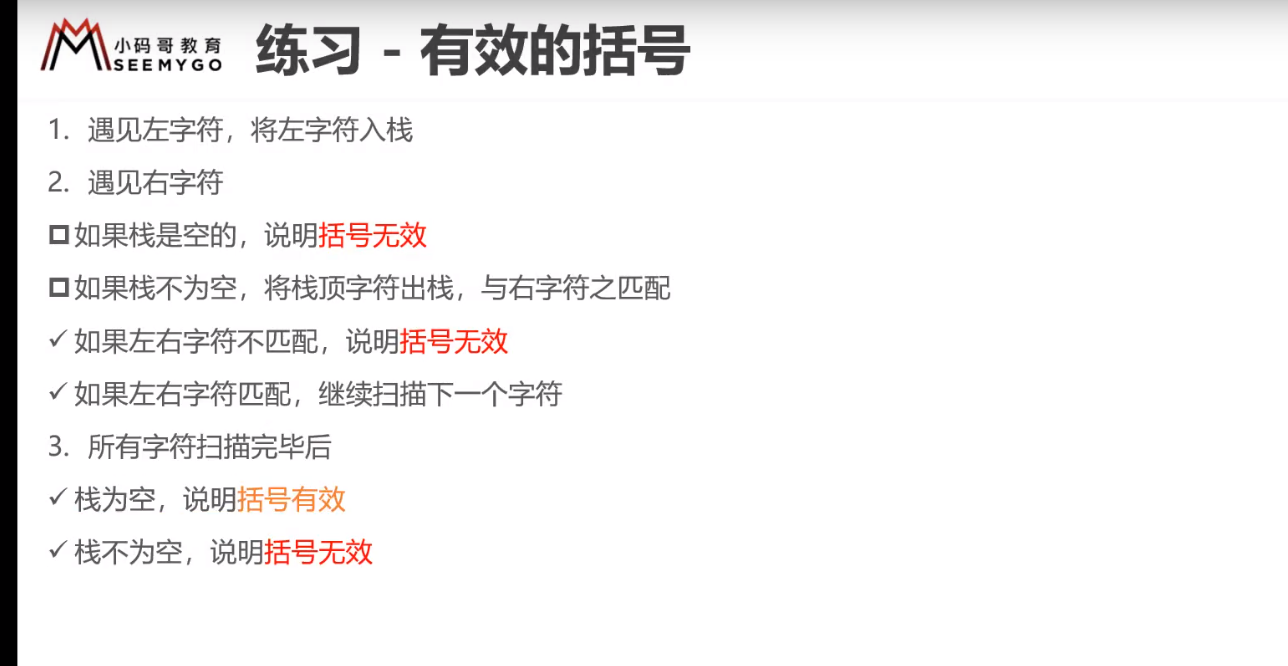 小码哥教育
SEEMYGO
练习 - 有效的括号
1. 遇见左字符，将左字符入栈
2. 遇见右字符
如果栈是空的，说明括号无效
如果栈不为空，将栈顶字符出栈，与右字符之匹配
✓ 如果左右字符不匹配，说明括号无效
✓ 如果左右字符匹配，继续扫描下一个字符
3. 所有字符扫描完毕后
✓ 栈为空，说明括号有效
✓ 栈不为空，说明括号无效